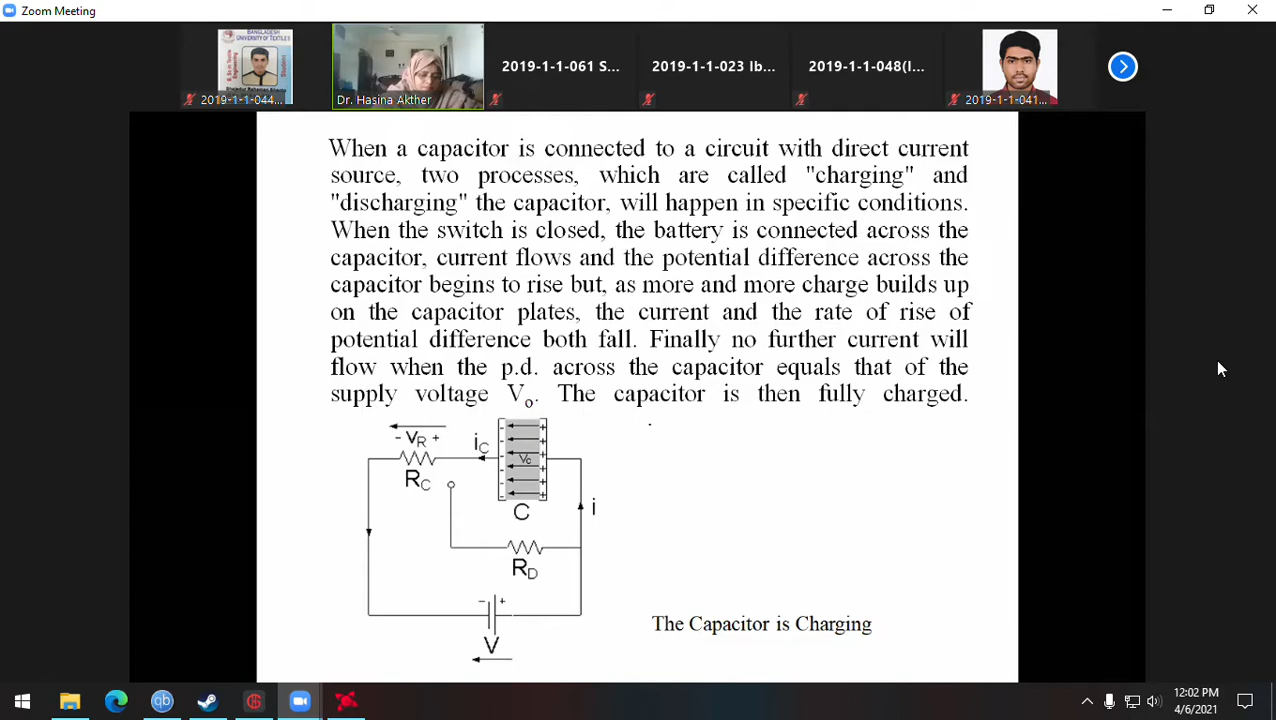 Zoom Meeting
BANGLADESH
UNIVERSITY OF TEXTILES
2019-1-1-044...
Dr. Hasina Akther
2019-1-1-061 S...
2019-1-1-023 Ib...
2019-1-1-048(I...
2019-1-1-041...
When a capacitor is connected to a circuit with direct current
source, two processes, which are called "charging" and
"discharging" the capacitor, will happen in specific conditions.
When the switch is closed, the battery is connected across the
capacitor, current flows and the potential difference across the
capacitor begins to rise but, as more and more charge builds up
on the capacitor plates, the current and the rate of rise of
potential difference both fall. Finally no further current will
flow when the p.d. across the capacitor equals that of the
supply voltage Vo. The capacitor is then fully charged.
- VR +
iC
Vc
RC
C
i
RD
- +
V
The Capacitor is Charging
qb
12:02 PM
4/6/2021